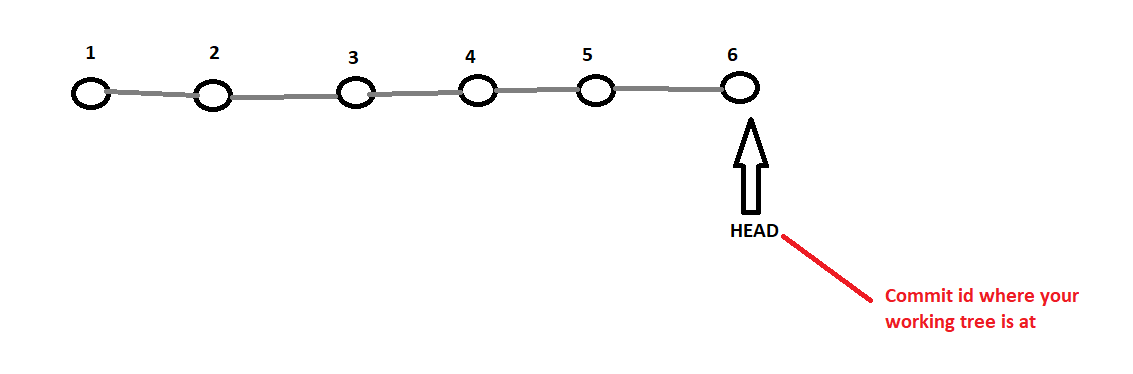 1 2 3 4 5 6
HEAD
Commit id where your
working tree is at